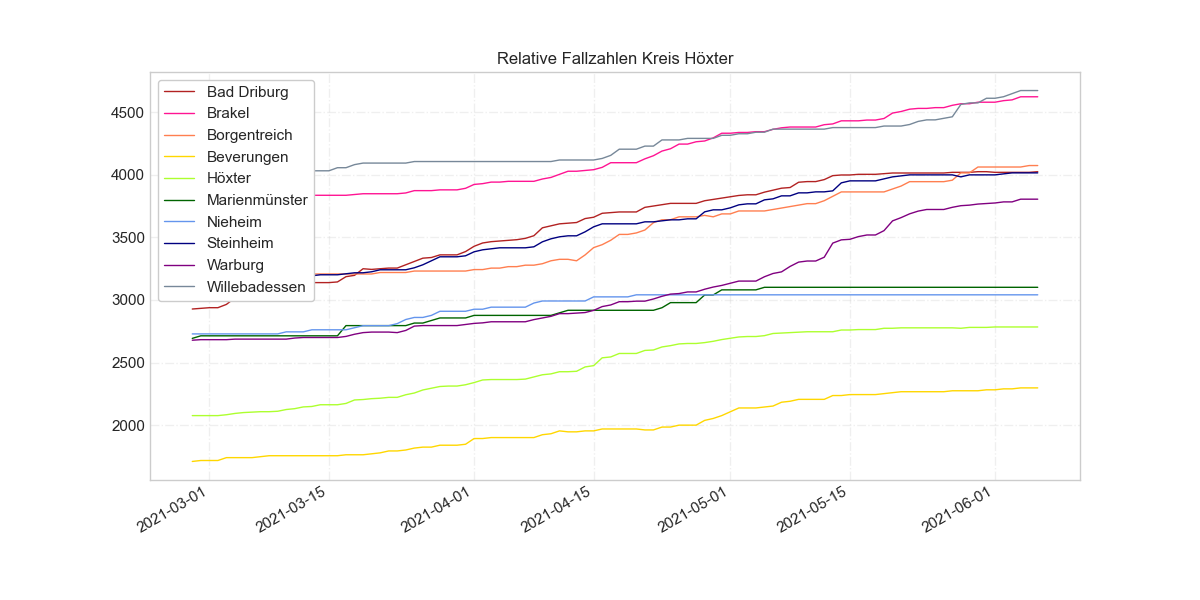 Relative Fallzahlen Kreis Höxter
Bad Driburg
Brakel
Borgentreich
Beverungen
Höxter
Marienmünster
Nieheim
Steinheim
Warburg
Willebadessen
4500
4000
3500
3000
2500
2000
2021-03-01
2021-03-15
2021-04-01
2021-04-15
2021-05-01
2021-05-15
2021-06-01